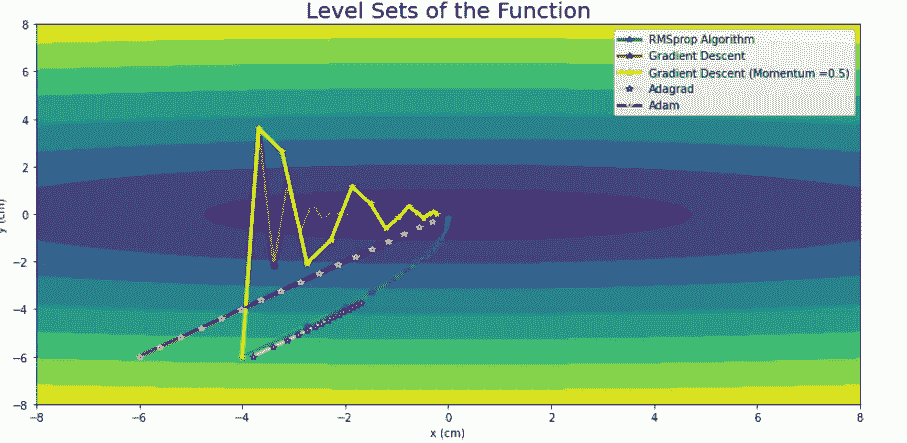 Level Sets of the Function
RMSprop Algorithm
Gradient Descent
Gradient Descent (Momentum =0.5)
Adagrad
Adam
8
6
4
2
0
−2
−4
−6
−8
y (cm)
−8 −6 −4 −2 0 2 4 6 8
x (cm)